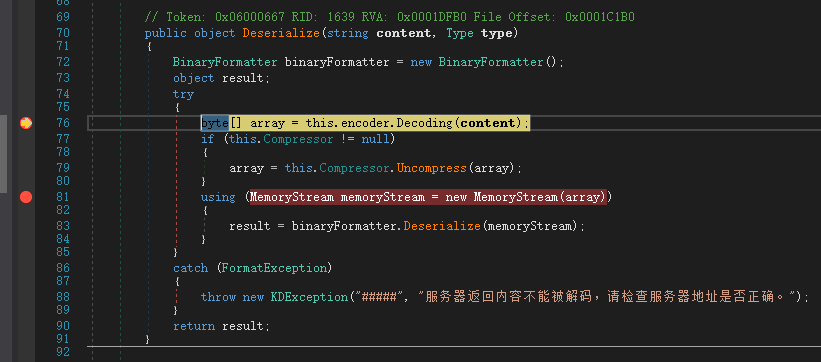 68
69 // Token: 0x06000667 RID: 1639 RVA: 0x0001DFB0 File Offset: 0x0001C1B0
70 public object Deserialize(string content, Type type)
71 {
72 BinaryFormatter binaryFormatter = new BinaryFormatter();
73 object result;
74 try
75 {
76 byte[] array = this.encoder.Decoding(content);
77 if (this.Compressor != null)
78 {
79 array = this.Compressor.Uncompress(array);
80 }
81 using (MemoryStream memoryStream = new MemoryStream(array))
82 {
83 result = binaryFormatter.Deserialize(memoryStream);
84 }
85 }
86 catch (FormatException)
87 {
88 throw new KDException("#####", "服务器返回内容不能被解码，请检查服务器地址是否正确。");
89 }
90 return result;
91 }
92